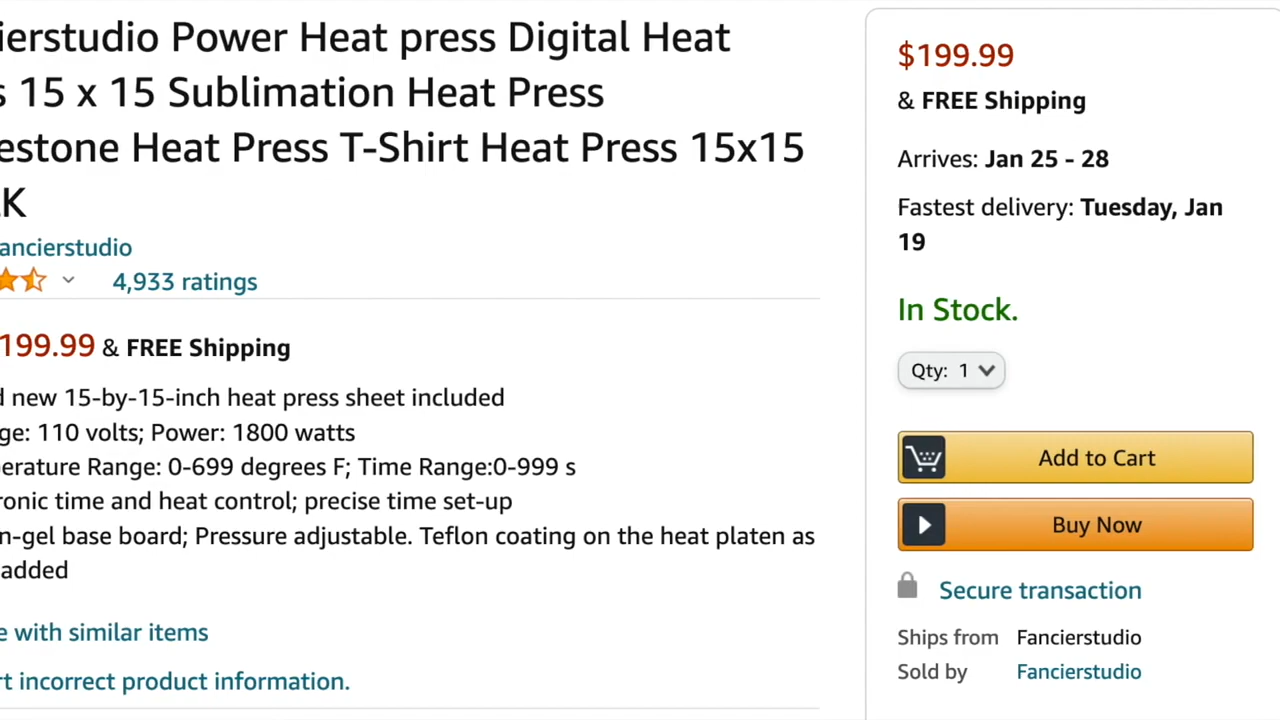 ierstudio Power Heat press Digital Heat
s 15 x 15 Sublimation Heat Press
estone Heat Press T-Shirt Heat Press 15x15
K
ancierstudio
4,933 ratings
199.99 & FREE Shipping
d new 15-by-15-inch heat press sheet included
ge: 110 volts; Power: 1800 watts
erature Range: 0-699 degrees F; Time Range:0-999 s
ronic time and heat control; precise time set-up
n-gel base board; Pressure adjustable. Teflon coating on the heat platen as
added
e with similar items
rt incorrect product information.
$199.99
& FREE Shipping
Arrives: Jan 25 - 28
Fastest delivery: Tuesday, Jan
19
In Stock.
Qty: 1
Add to Cart
Buy Now
Secure transaction
Ships from Fancierstudio
Sold by Fancierstudio